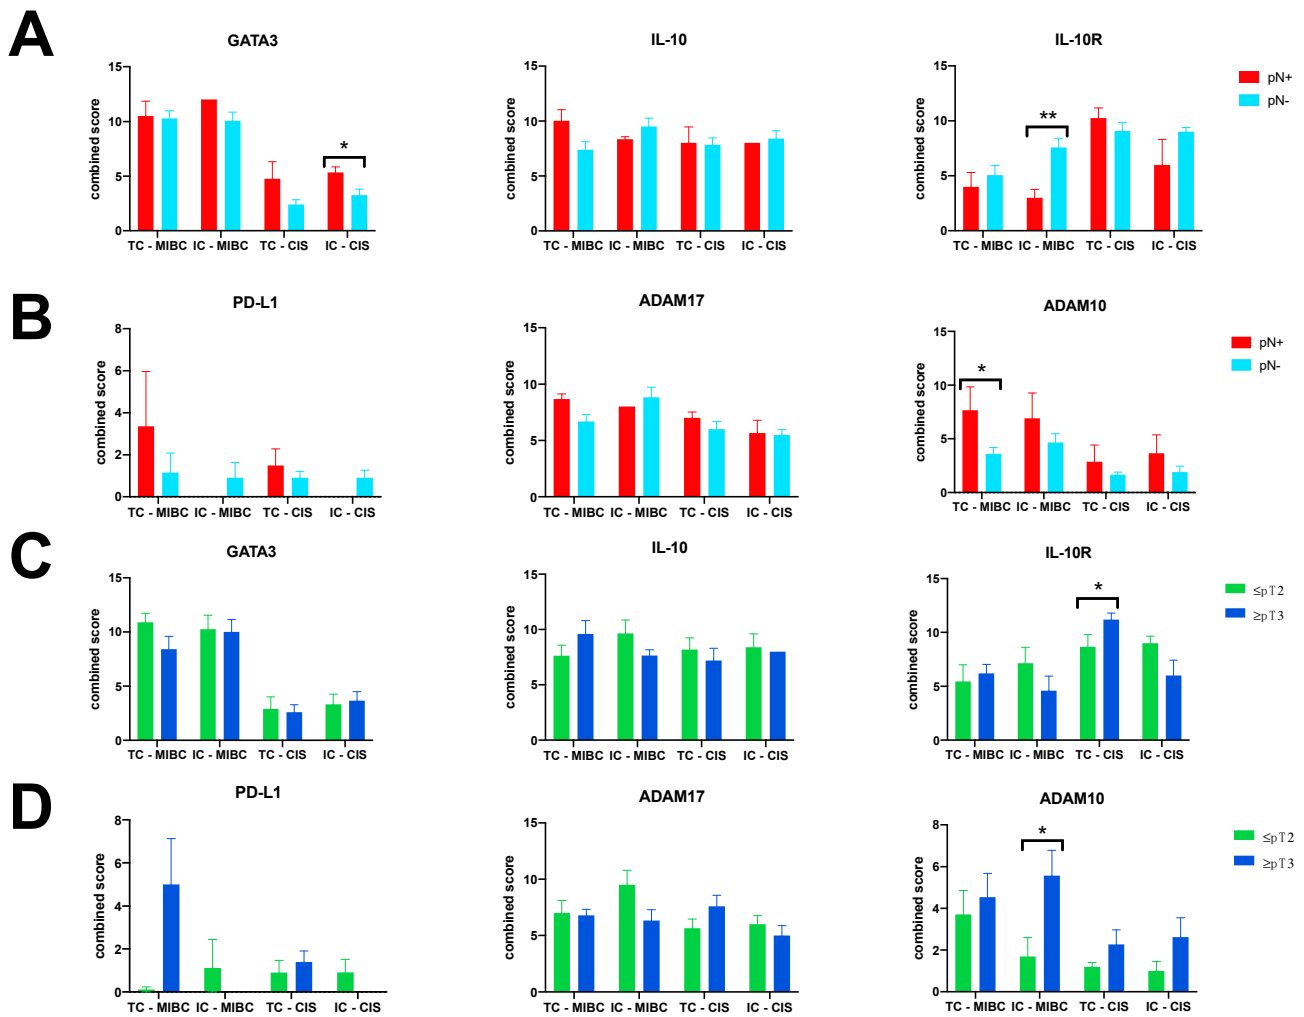 A
GATA3
IL-10
IL-10R
combined score
15
10
5
0
*
TC - MIBC IC - MIBC TC - CIS IC - CIS
combined score
15
10
5
0
TC - MIBC IC - MIBC TC - CIS IC - CIS
combined score
15
10
5
0
**
TC - MIBC IC - MIBC TC - CIS IC - CIS
pN+
pN-
B
PD-L1
ADAM17
ADAM10
combined score
8
6
4
2
0
TC - MIBC IC - MIBC TC - CIS IC - CIS
combined score
15
10
5
0
TC - MIBC IC - MIBC TC - CIS IC - CIS
combined score
15
10
5
0
*
TC - MIBC IC - MIBC TC - CIS IC - CIS
pN+
pN-
C
GATA3
IL-10
IL-10R
combined score
15
10
5
0
TC - MIBC IC - MIBC TC - CIS IC - CIS
combined score
15
10
5
0
TC - MIBC IC - MIBC TC - CIS IC - CIS
combined score
15
10
5
0
*
TC - MIBC IC - MIBC TC - CIS IC - CIS
≤pT2
≥pT3
D
PD-L1
ADAM17
ADAM10
combined score
8
6
4
2
0
TC - MIBC IC - MIBC TC - CIS IC - CIS
combined score
15
10
5
0
TC - MIBC IC - MIBC TC - CIS IC - CIS
combined score
8
6
4
2
0
*
TC - MIBC IC - MIBC TC - CIS IC - CIS
≤pT2
≥pT3